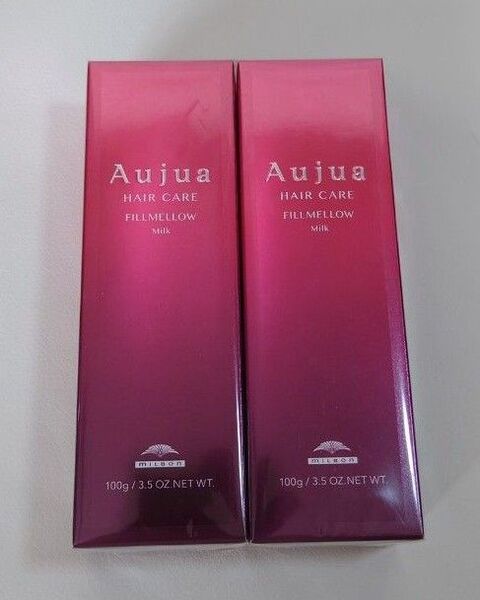 Aujua
HAIR CARE
FILLMELLOW
Milk
MILBON
100g / 3.5 OZ.NET WT.
Aujua
HAIR CARE
FILLMELLOW
Milk
MILBON
100g / 3.5 OZ.NET WT.